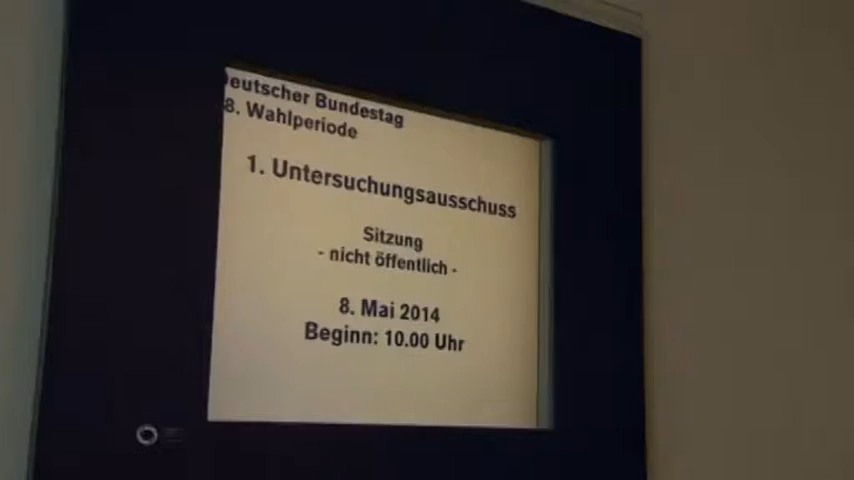 Deutscher Bundestag
8. Wahlperiode
1. Untersuchungsausschuss
Sitzung
- nicht öffentlich -
8. Mai 2014
Beginn: 10.00 Uhr